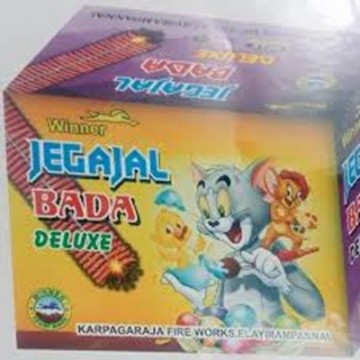 JEGAJAL
BADA
DELUXE
Winner
JEGAJAL
BADA
DELUXE
KARPAGARAJA FIRE WORKS, ELAYIRAMPANNAI.